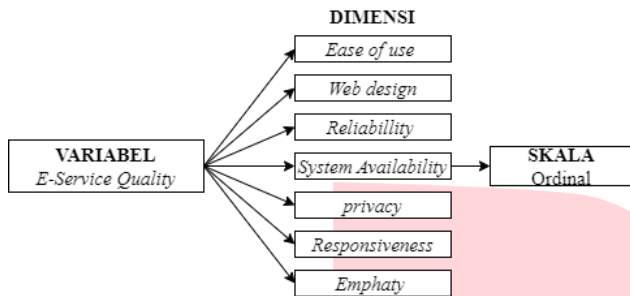 DIMENSI
Ease of use
Web design
Reliabillity
VARIABEL
E-Service Quality
System Availability
SKALA
Ordinal
privacy
Responsiveness
Emphaty